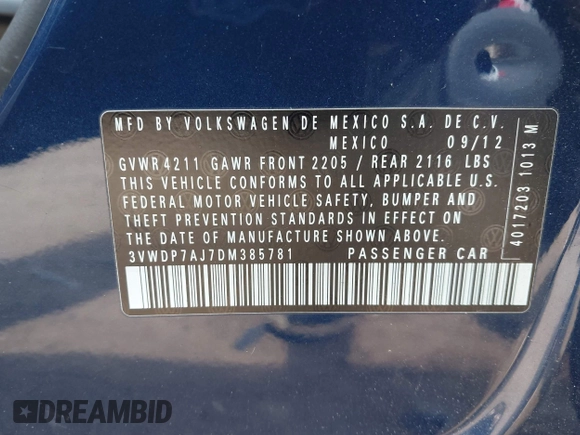 MFD BY VOLKSWAGEN DE MEXICO S.A. DE C.V.
MEXICO 09/12
GVWR 4211 GAWR FRONT 2205 / REAR 2116 LBS
THIS VEHICLE CONFORMS TO ALL APPLICABLE U.S.
FEDERAL MOTOR VEHICLE SAFETY, BUMPER AND
THEFT PREVENTION STANDARDS IN EFFECT ON
THE DATE OF MANUFACTURE SHOWN ABOVE.
3VWDP7AJ7DM385781 PASSENGER CAR
4017203 1013 M
DREAMBID